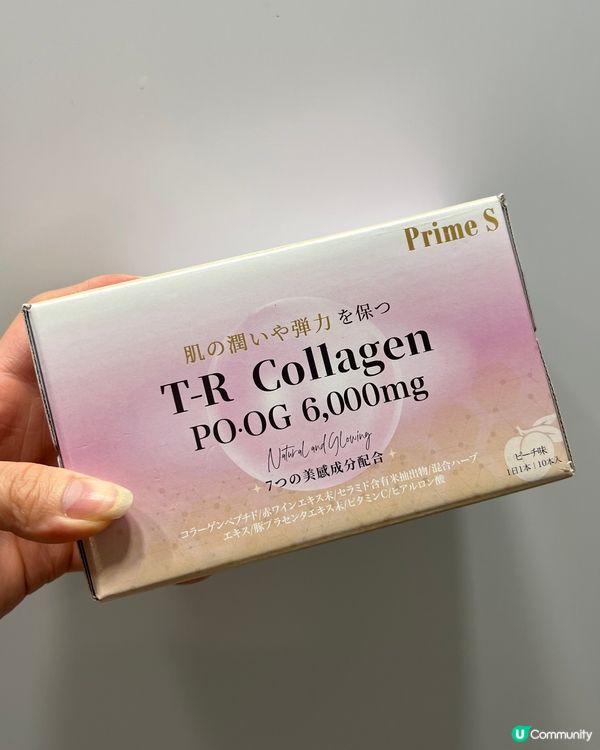 Prime S
肌の潤いや弾力を保つ
T-R Collagen
PO・OG 6,000mg
Natural and Glowing
7つの美感成分配合
コラーゲンペプチド/赤ワインエキス末/セラミド含有米抽出物/混合ハーブ
エキス/豚プラセンタエキス末/ビタミンC/ヒアルロン酸
ピーチ味
1日1本 | 10本入
U Community